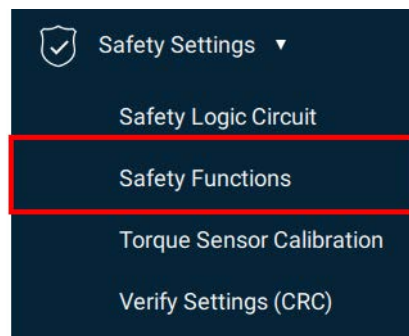 Safety Settings ▼
Safety Logic Circuit
Safety Functions
Torque Sensor Calibration
Verify Settings (CRC)